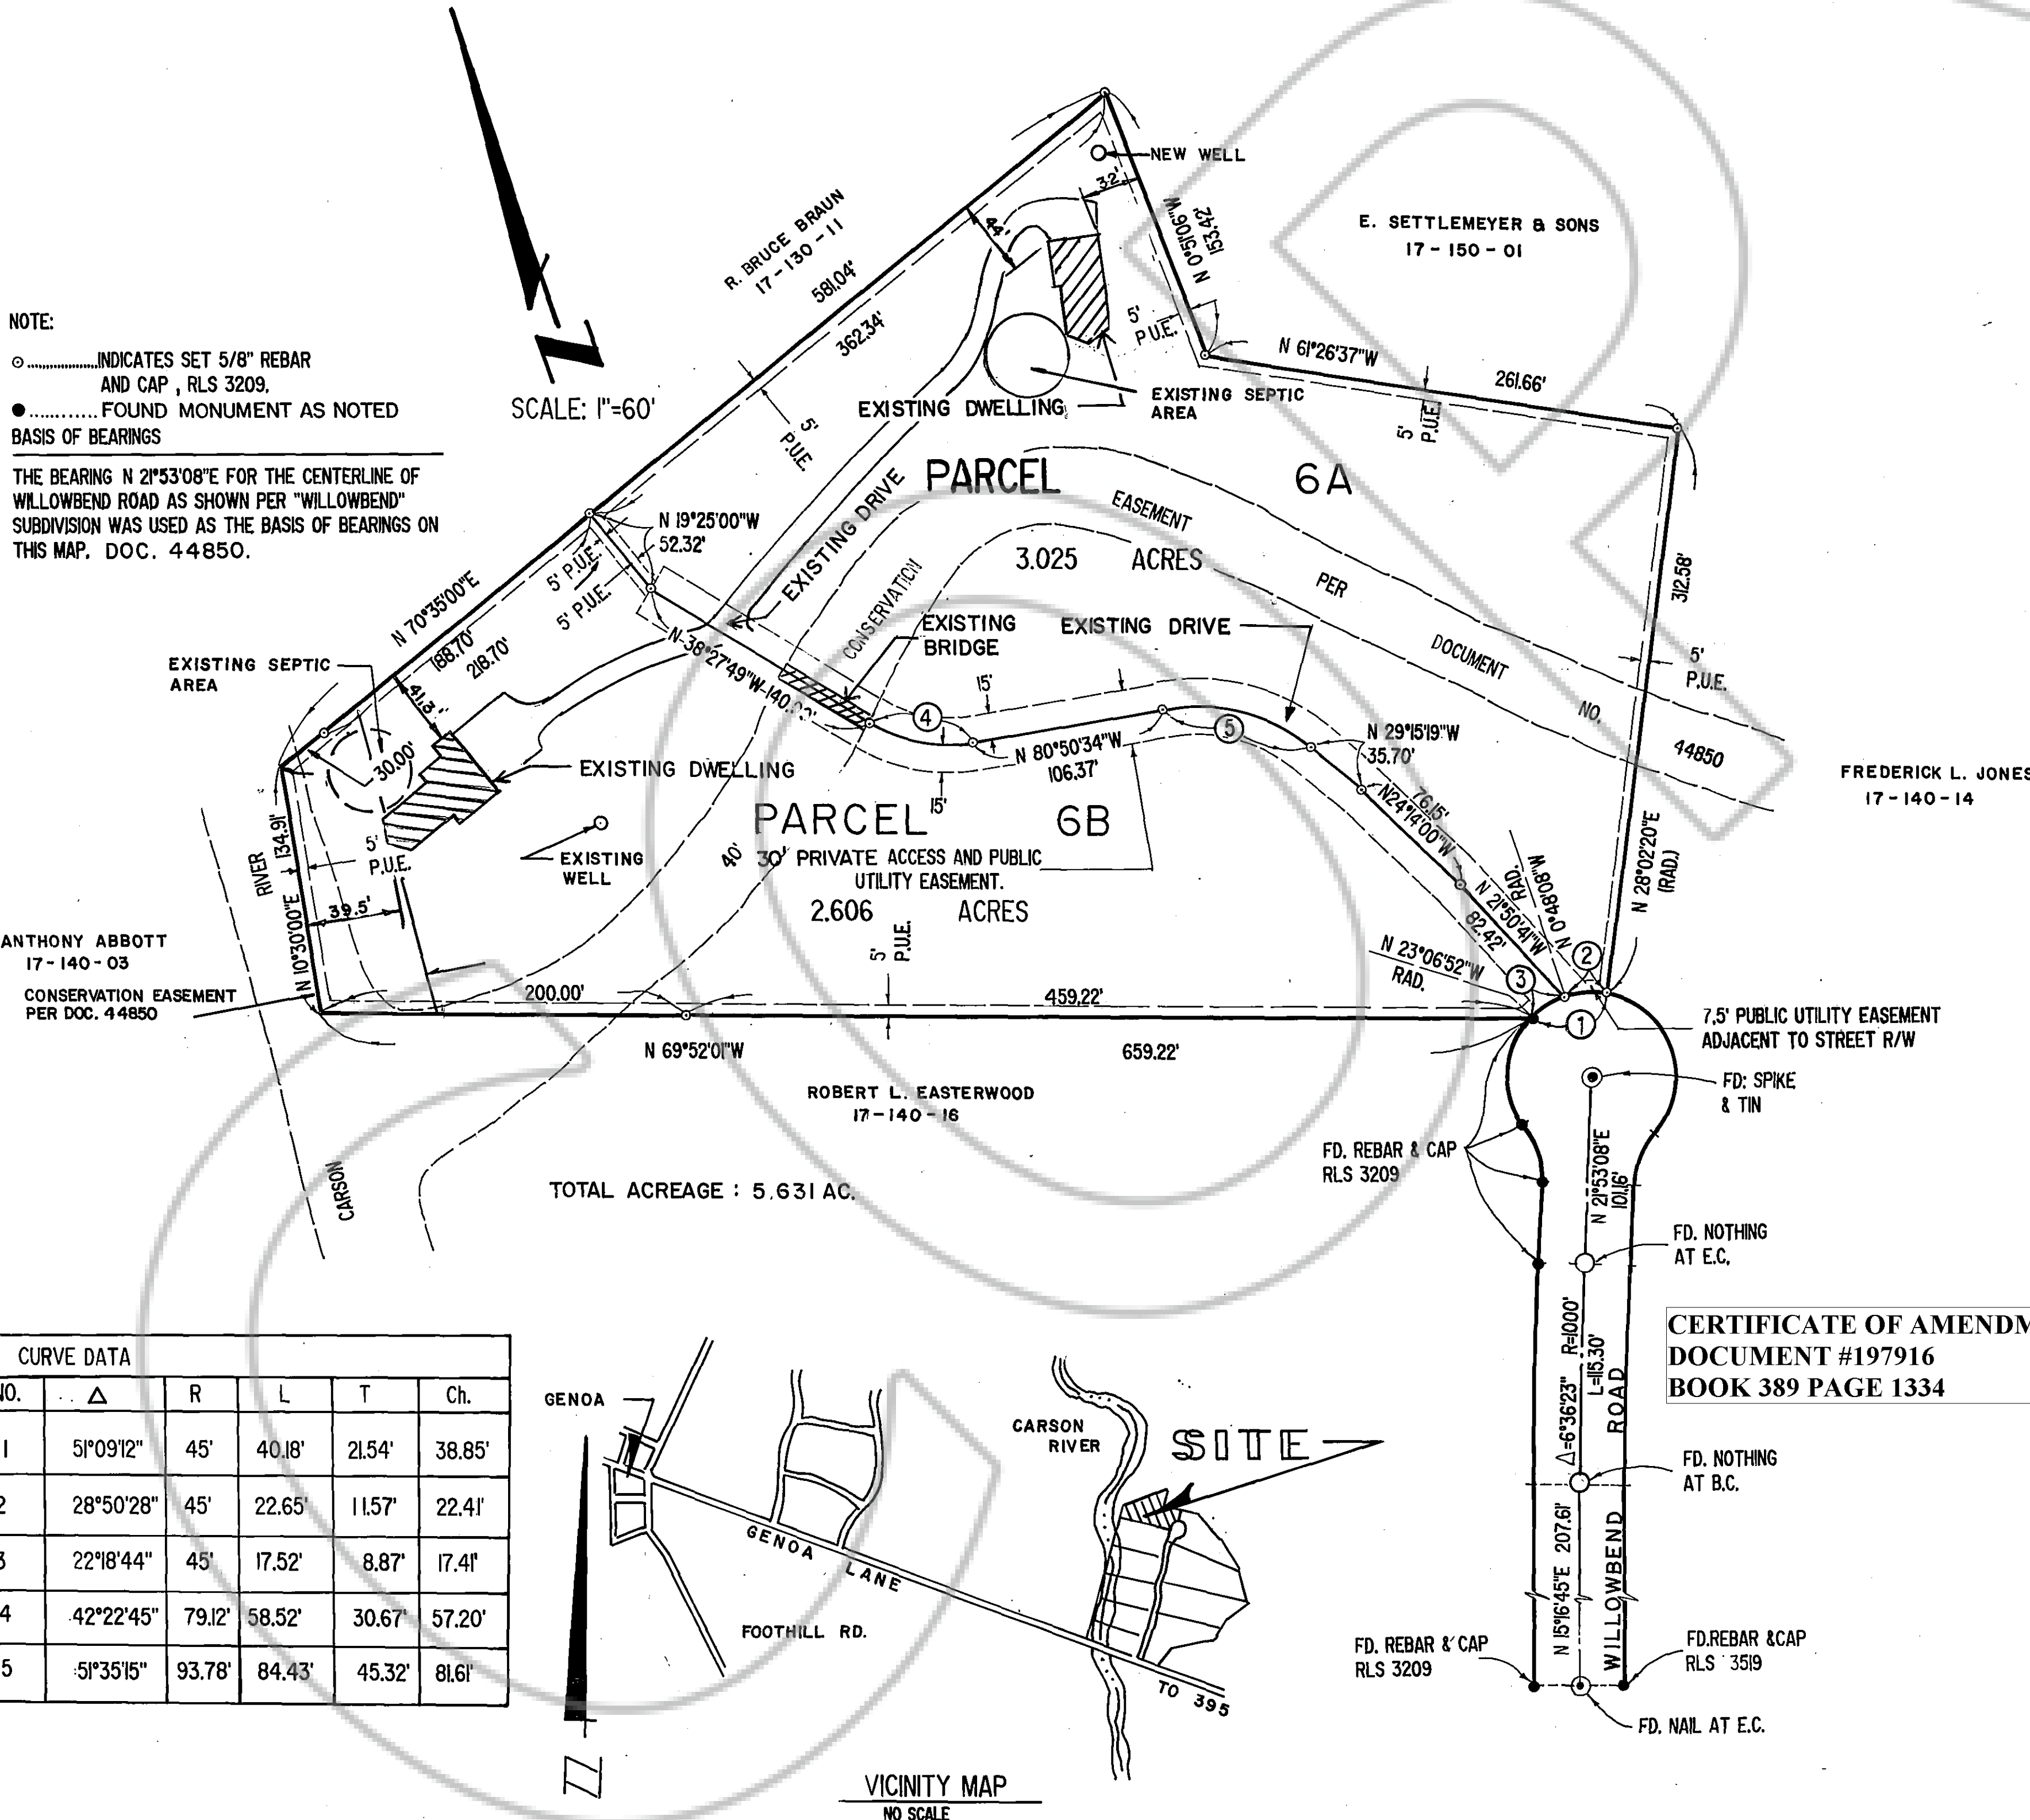 NEW WELL
32'
N 0°51'06"W
153.42'
E. SETTLEMEYER & SONS
17-150-01
R. BRUCE BRAUN
17-130-11
581.04'
362.34'
44'
5'
P.U.E.
N 61°26'37"W
261.66'
5'
P.U.E.
NOTE:
INDICATES SET 5/8" REBAR
AND CAP, RLS 3209.
FOUND MONUMENT AS NOTED
BASIS OF BEARINGS
THE BEARING N 21°53'08"E FOR THE CENTERLINE OF
WILLOWBEND ROAD AS SHOWN PER "WILLOWBEND"
SUBDIVISION WAS USED AS THE BASIS OF BEARINGS ON
THIS MAP. DOC. 44850.
N
SCALE: 1"=60'
EXISTING DWELLING
EXISTING SEPTIC
AREA
5'
P.U.E.
PARCEL 6A
3.025 ACRES
EXISTING DRIVE
CONSERVATION
EASEMENT
PER
DOCUMENT
NO.
44850
N 19°25'00"W
52.32'
5' P.U.E.
5' P.U.E.
N 70°35'00"E
188.70'
218.70'
EXISTING SEPTIC
AREA
41.3'
30.00'
EXISTING DWELLING
N 38°27'49"W
EXISTING
BRIDGE
EXISTING DRIVE
15'
4
N 80°50'34"W
106.37'
15'
5
N 29°15'19"W
35.70'
76.15'
N24°14'00"W
312.58'
5'
P.U.E.
FREDERICK L. JONES
17-140-14
N 28°02'20"E
(RAD.)
N 0°48'08"W
RAD.
N 21°50'41"W
82.42'
N 23°06'52"W
RAD.
3
2
1
PARCEL 6B
40'
30' PRIVATE ACCESS AND PUBLIC
UTILITY EASEMENT.
2.606 ACRES
5'
P.U.E.
EXISTING
WELL
RIVER
134.91'
N 10°30'00"E
5'
P.U.E.
39.5'
ANTHONY ABBOTT
17-140-03
CONSERVATION EASEMENT
PER DOC. 44850
200.00'
459.22'
N 69°52'01"W
659.22'
ROBERT L. EASTERWOOD
17-140-16
7.5' PUBLIC UTILITY EASEMENT
ADJACENT TO STREET R/W
FD: SPIKE
& TIN
FD. REBAR & CAP
RLS 3209
CARSON
TOTAL ACREAGE : 5.631 AC.
N 21°53'08"E
101.16'
FD. NOTHING
AT E.C.
Δ=6°36'23" R=1000'
L=115.30'
CERTIFICATE OF AMENDM
DOCUMENT #197916
BOOK 389 PAGE 1334
FD. NOTHING
AT B.C.
N 15°16'45"E 207.61'
WILLOWBEND ROAD
FD. REBAR & CAP
RLS 3209
FD.REBAR &CAP
RLS 3519
FD. NAIL AT E.C.
CURVE DATA
NO. Δ R L T Ch.
1 51°09'12" 45' 40.18' 21.54' 38.85'
2 28°50'28" 45' 22.65' 11.57' 22.41'
3 22°18'44" 45' 17.52' 8.87' 17.41'
4 42°22'45" 79.12' 58.52' 30.67' 57.20'
5 51°35'15" 93.78' 84.43' 45.32' 81.61'
GENOA
CARSON
RIVER
SITE
GENOA LANE
FOOTHILL RD.
TO 395
N
VICINITY MAP
NO SCALE